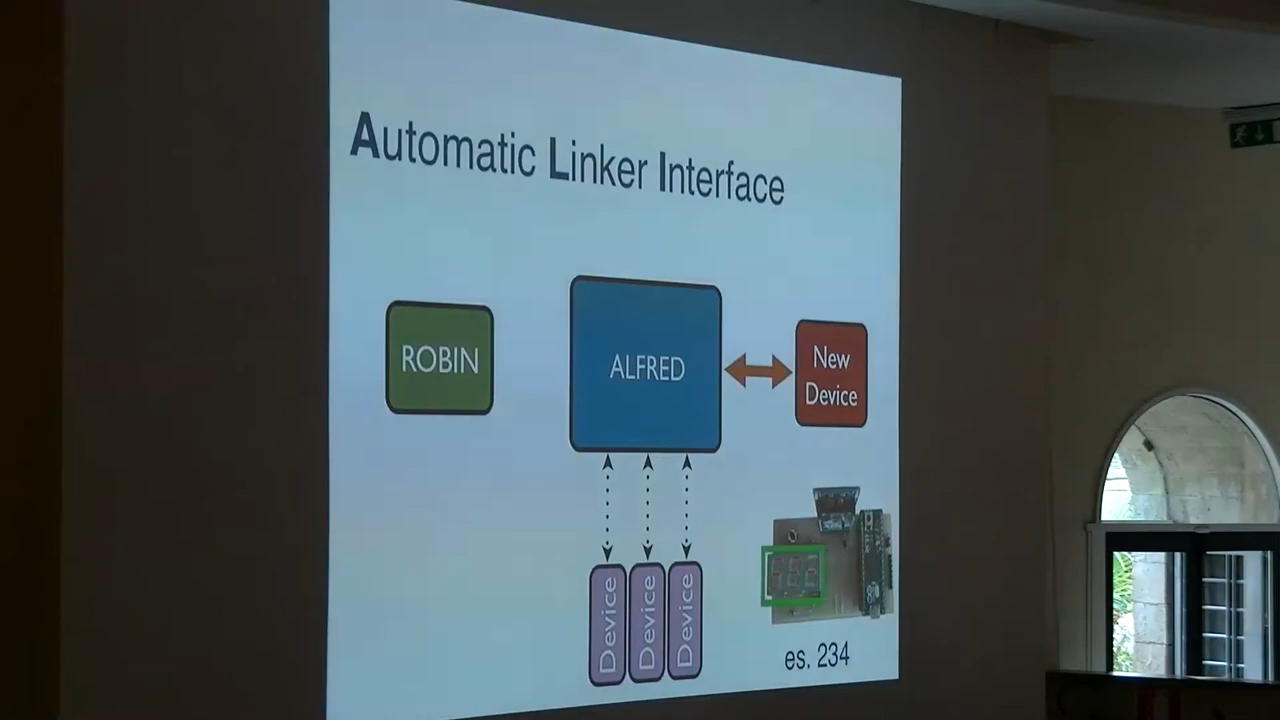 Automatic Linker Interface
ROBIN
ALFRED
New
Device
Device
Device
Device
es. 234